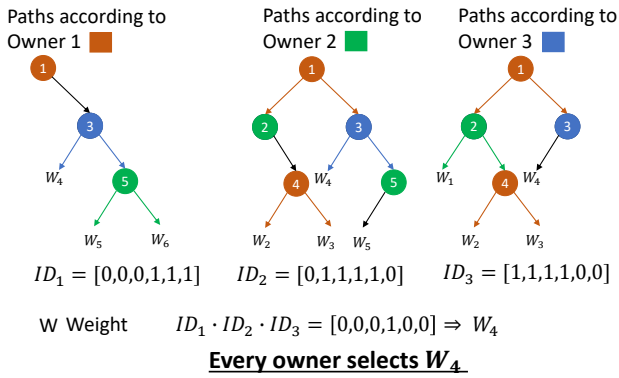 Paths according to Owner 1
Paths according to Owner 2
Paths according to Owner 3
1
3
W₄
5
W₅ W₆
1
2 3
4 W₄ 5
W₂ W₃ W₅
1
2 3
W₁ 4 W₄
W₂ W₃
ID₁ = [0,0,0,1,1,1]
ID₂ = [0,1,1,1,1,0]
ID₃ = [1,1,1,1,0,0]
W Weight
ID₁ · ID₂ · ID₃ = [0,0,0,1,0,0] ⇒ W₄
Every owner selects W₄